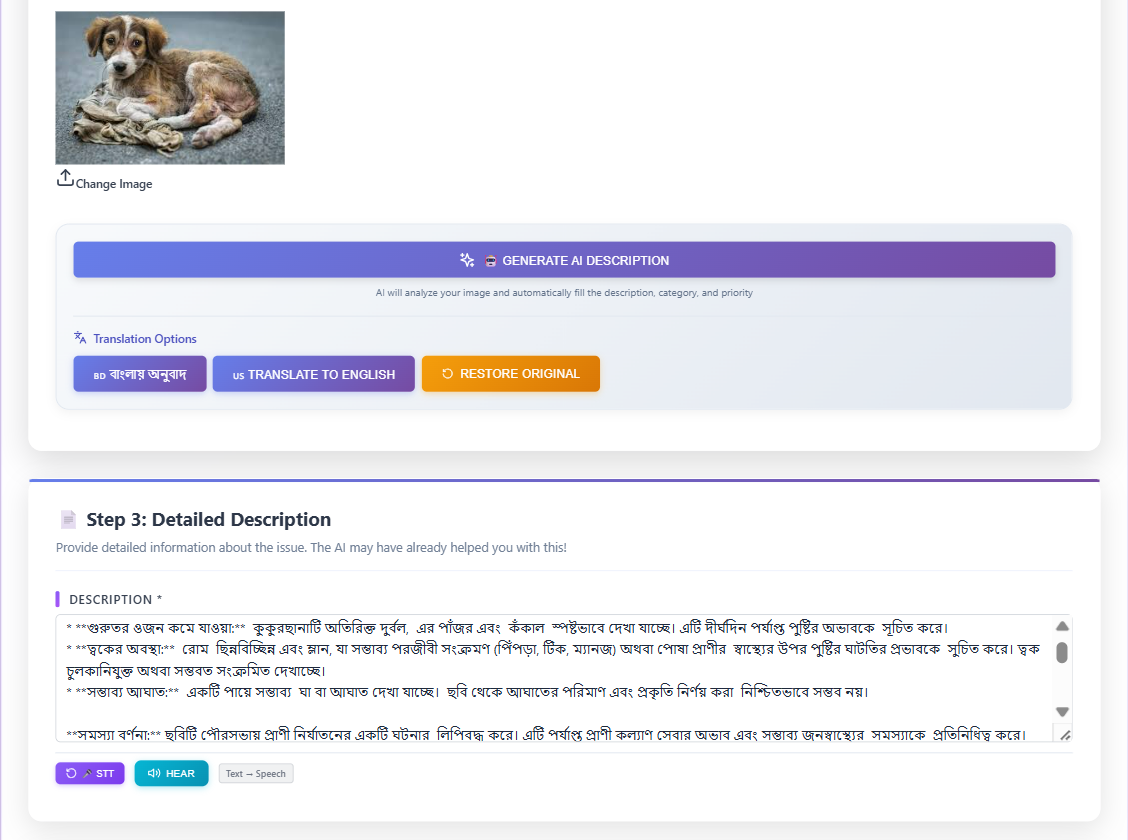 Change Image
GENERATE AI DESCRIPTION
AI will analyze your image and automatically fill the description, category, and priority
Translation Options
BD বাংলায় অনুবাদ
US TRANSLATE TO ENGLISH
RESTORE ORIGINAL
Step 3: Detailed Description
Provide detailed information about the issue. The AI may have already helped you with this!
DESCRIPTION *
* **গুরুতর ওজন কমে যাওয়া:** কুকুরছানাটি অতিরিক্ত দুর্বল, এর পাঁজর এবং কঁকাল স্পষ্টভাবে দেখা যাচ্ছে। এটি দীর্ঘদিন পর্যাপ্ত পুষ্টির অভাবকে সূচিত করে।
* **ত্বকের অবস্থা:** রোম ছিন্নবিচ্ছিন্ন এবং ম্লান, যা সম্ভাব্য পরজীবী সংক্রমণ (পিঁপড়া, টিক, ম্যানজ) অথবা পোষা প্রাণীর স্বাস্থ্যের উপর পুষ্টির ঘাটতির প্রভাবকে সুচিত করে। ত্বক
চুলকানিযুক্ত অথবা সম্ভবত সংক্রমিত দেখাচ্ছে।
* **সম্ভাব্য আঘাত:** একটি পায়ে সম্ভাব্য ঘা বা আঘাত দেখা যাচ্ছে। ছবি থেকে আঘাতের পরিমাণ এবং প্রকৃতি নির্ণয় করা নিশ্চিতভাবে সম্ভব নয়।
**সমস্যা বর্ণনা:** ছবিটি পৌরসভায় প্রাণী নির্যাতনের একটি ঘটনার লিপিবদ্ধ করে। এটি পর্যাপ্ত প্রাণী কল্যাণ সেবার অভাব এবং সম্ভাব্য জনস্বাস্থ্যের সমস্যাকে প্রতিনিধিত্ব করে।
STT
HEAR
Text → Speech